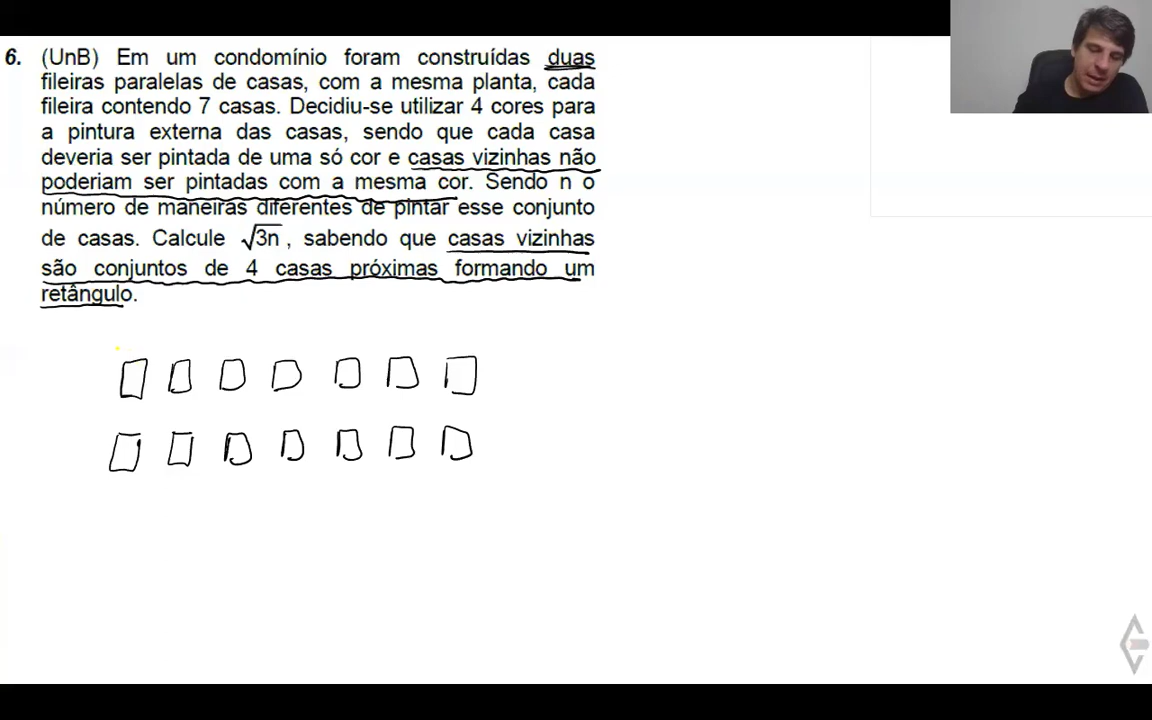 6. (UnB) Em um condomínio foram construídas duas
fileiras paralelas de casas, com a mesma planta, cada
fileira contendo 7 casas. Decidiu-se utilizar 4 cores para
a pintura externa das casas, sendo que cada casa
deveria ser pintada de uma só cor e casas vizinhas não
poderiam ser pintadas com a mesma cor. Sendo n o
número de maneiras diferentes de pintar esse conjunto
de casas. Calcule √3n, sabendo que casas vizinhas
são conjuntos de 4 casas próximas formando um
retângulo.